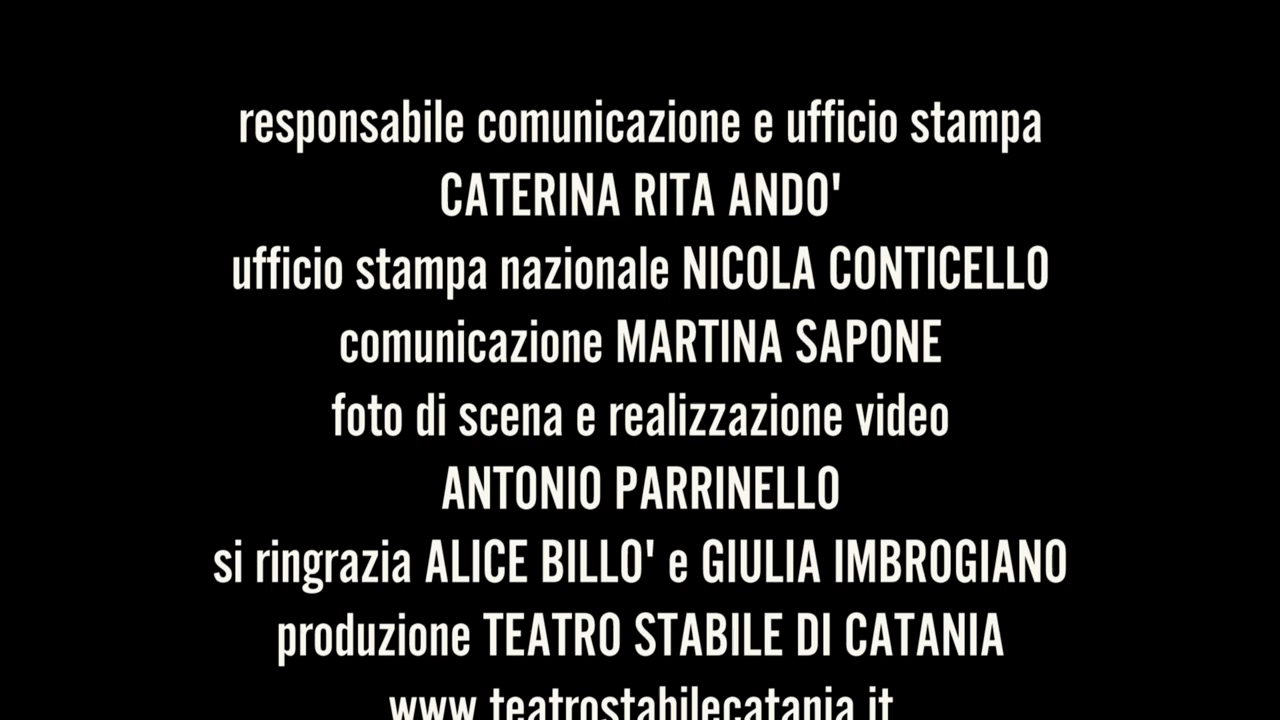 responsabile comunicazione e ufficio stampa
CATERINA RITA ANDO'
ufficio stampa nazionale NICOLA CONTICELLO
comunicazione MARTINA SAPONE
foto di scena e realizzazione video
ANTONIO PARRINELLO
si ringrazia ALICE BILLO' e GIULIA IMBROGIANO
produzione TEATRO STABILE DI CATANIA
www.teatrostabilecatania.it